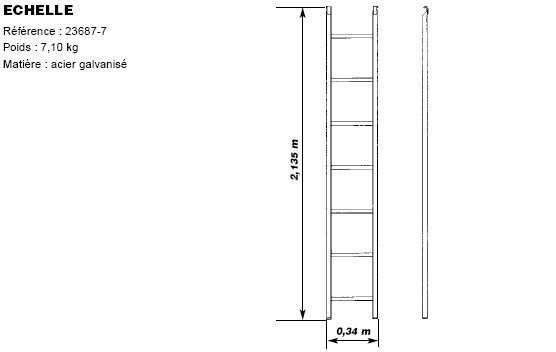 ECHELLE
Référence : 23687-7
Poids : 7,10 kg
Matière : acier galvanisé
2,135 m
0,34 m